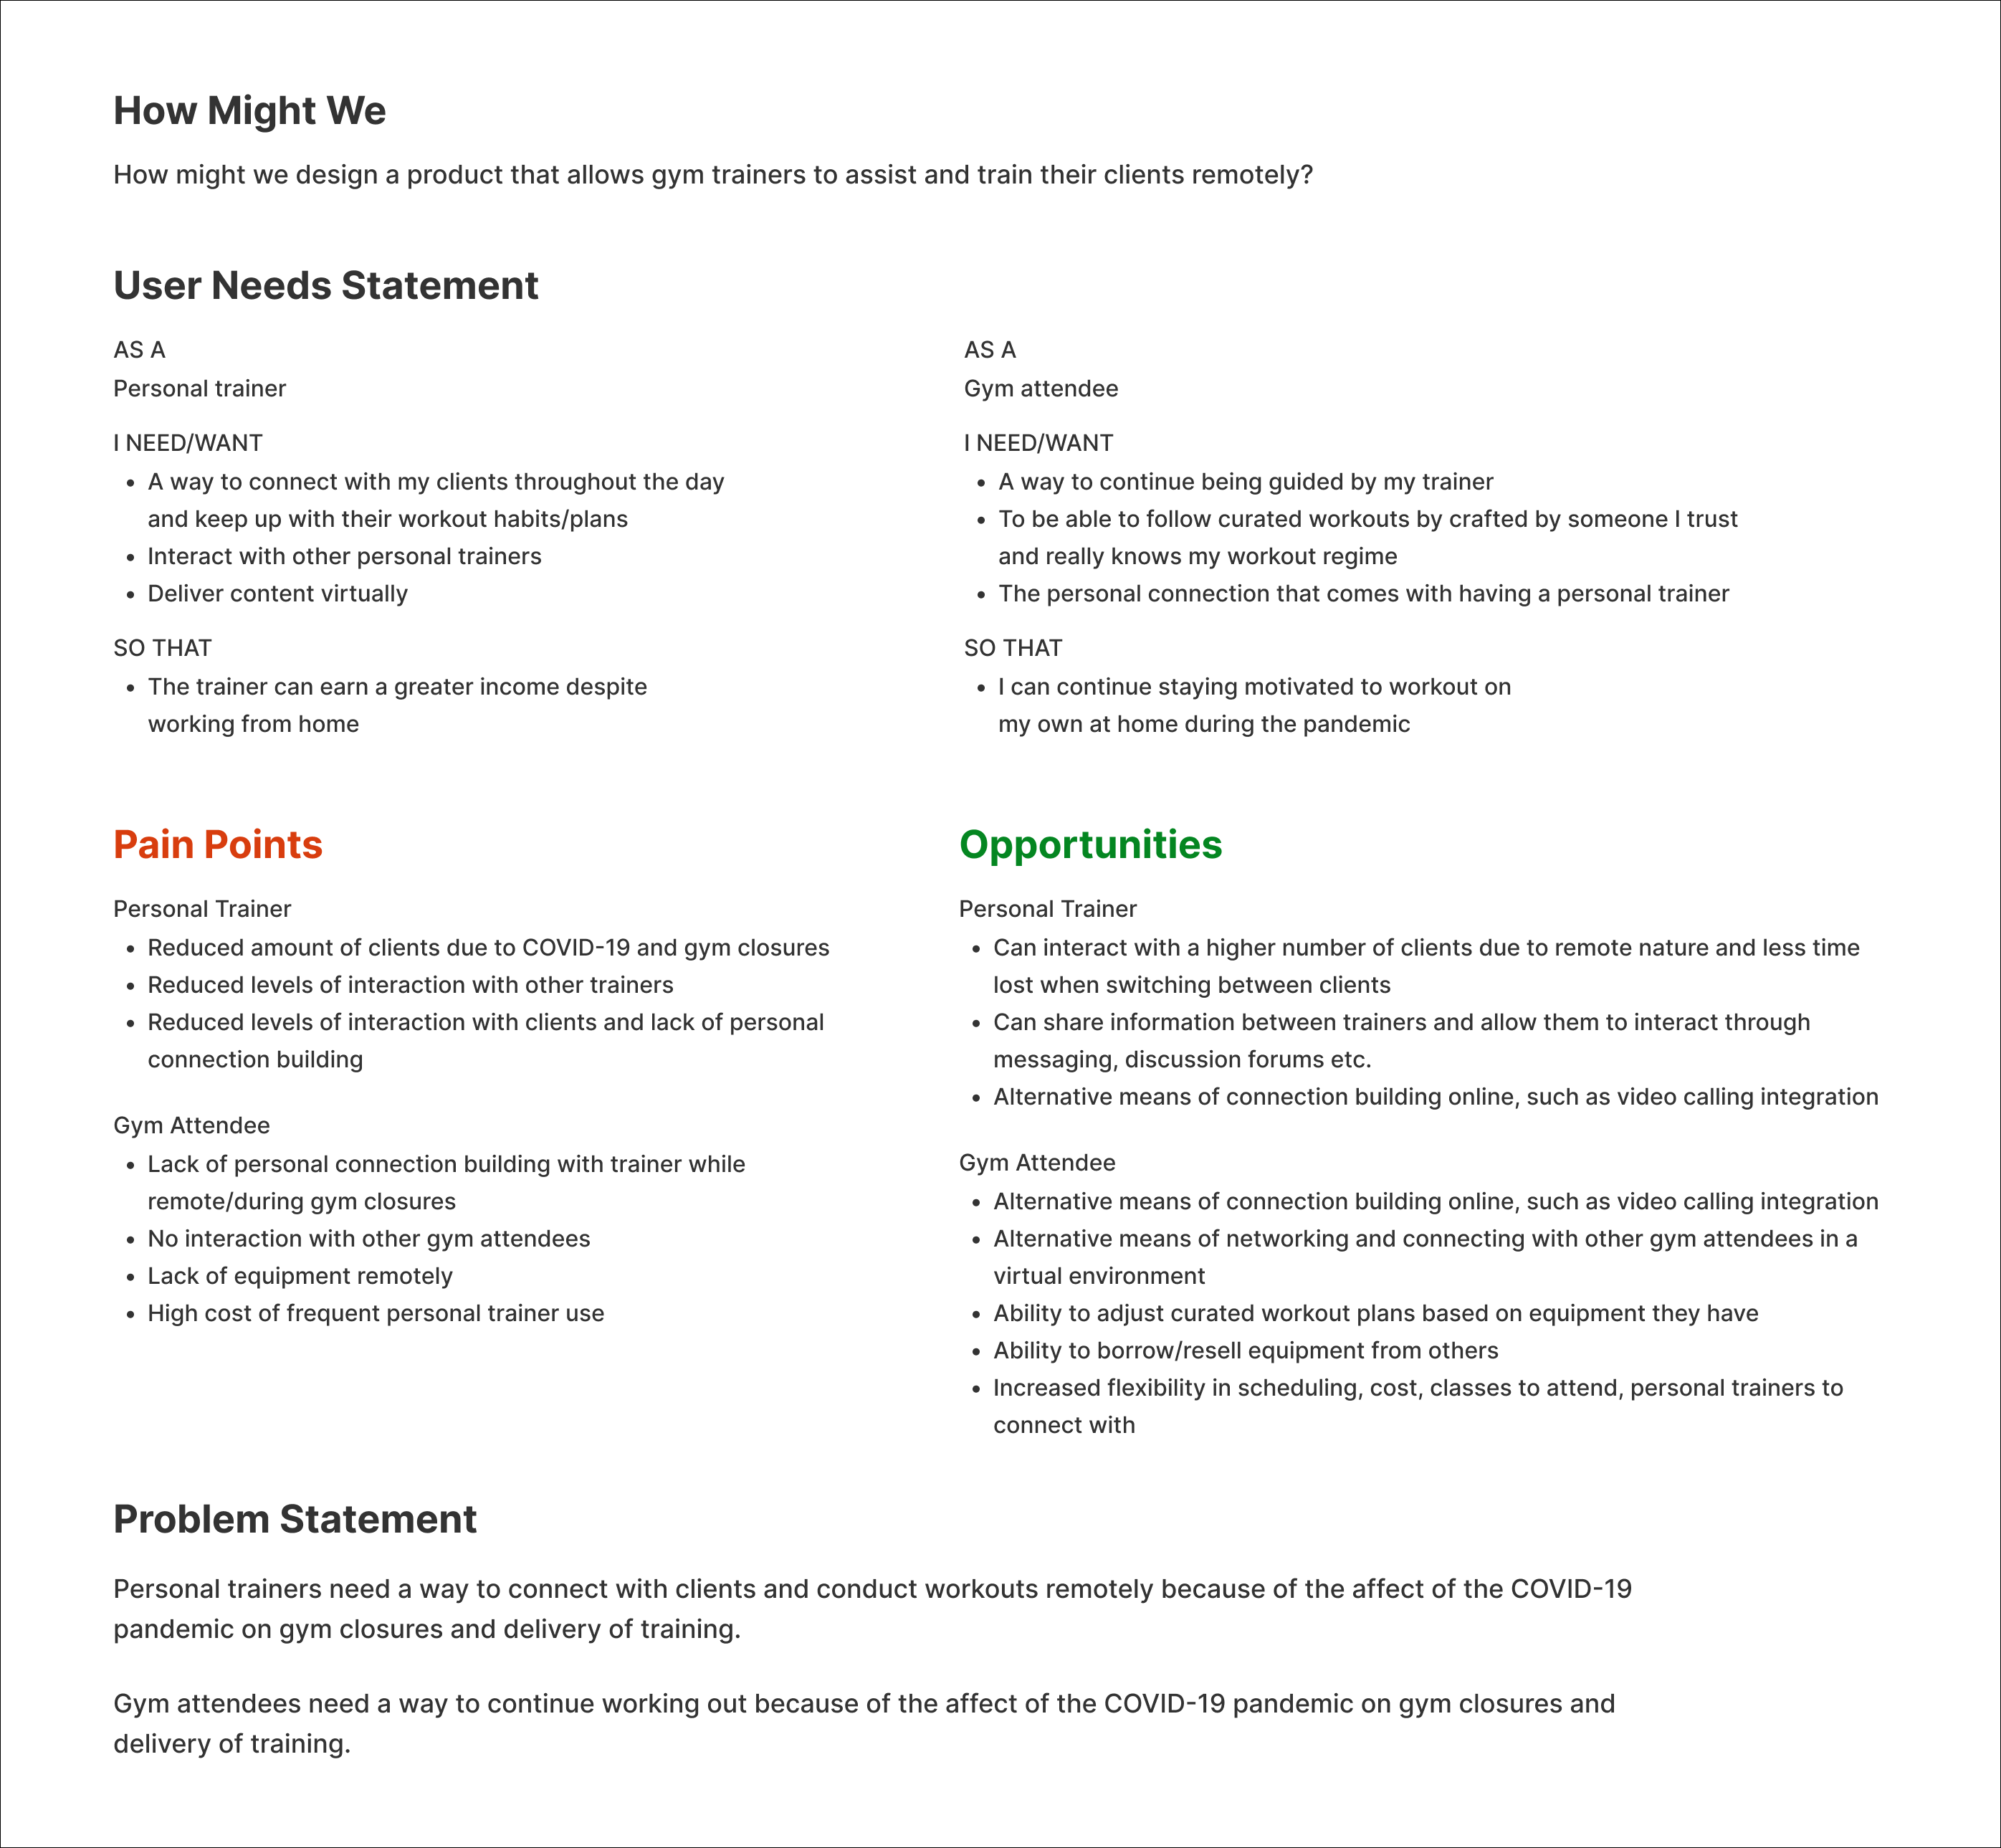 How Might We
How might we design a product that allows gym trainers to assist and train their clients remotely?
User Needs Statement
AS A
Personal trainer
I NEED/WANT
• A way to connect with my clients throughout the day
and keep up with their workout habits/plans
• Interact with other personal trainers
• Deliver content virtually
SO THAT
• The trainer can earn a greater income despite
working from home
AS A
Gym attendee
I NEED/WANT
• A way to continue being guided by my trainer
• To be able to follow curated workouts by crafted by someone I trust
and really knows my workout regime
• The personal connection that comes with having a personal trainer
SO THAT
• I can continue staying motivated to workout on
my own at home during the pandemic
Pain Points
Personal Trainer
• Reduced amount of clients due to COVID-19 and gym closures
• Reduced levels of interaction with other trainers
• Reduced levels of interaction with clients and lack of personal
connection building
Gym Attendee
• Lack of personal connection building with trainer while
remote/during gym closures
• No interaction with other gym attendees
• Lack of equipment remotely
• High cost of frequent personal trainer use
Opportunities
Personal Trainer
• Can interact with a higher number of clients due to remote nature and less time
lost when switching between clients
• Can share information between trainers and allow them to interact through
messaging, discussion forums etc.
• Alternative means of connection building online, such as video calling integration
Gym Attendee
• Alternative means of connection building online, such as video calling integration
• Alternative means of networking and connecting with other gym attendees in a
virtual environment
• Ability to adjust curated workout plans based on equipment they have
• Ability to borrow/resell equipment from others
• Increased flexibility in scheduling, cost, classes to attend, personal trainers to
connect with
Problem Statement
Personal trainers need a way to connect with clients and conduct workouts remotely because of the affect of the COVID-19
pandemic on gym closures and delivery of training.
Gym attendees need a way to continue working out because of the affect of the COVID-19 pandemic on gym closures and
delivery of training.